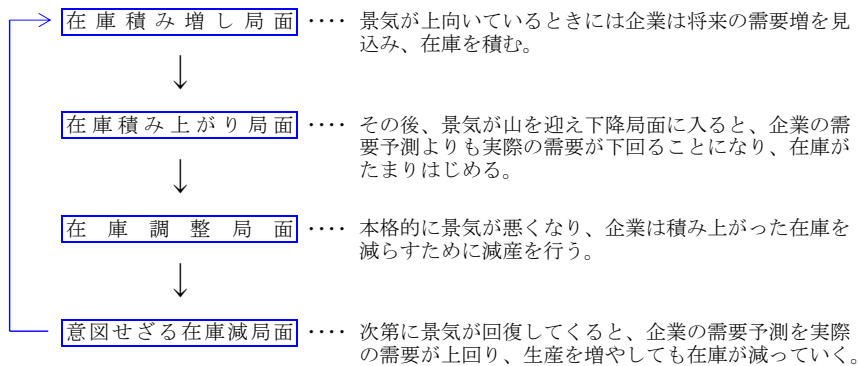 在庫積み増し局面 ････ 景気が上向いているときには企業は将来の需要増を見
込み、在庫を積む。
↓
在庫積み上がり局面 ････ その後、景気が山を迎え下降局面に入ると、企業の需
要予測よりも実際の需要が下回ることになり、在庫が
たまりはじめる。
↓
在庫調整局面 ････ 本格的に景気が悪くなり、企業は積み上がった在庫を
減らすために減産を行う。
↓
意図せざる在庫減局面 ････ 次第に景気が回復してくると、企業の需要予測を実際
の需要が上回り、生産を増やしても在庫が減っていく。